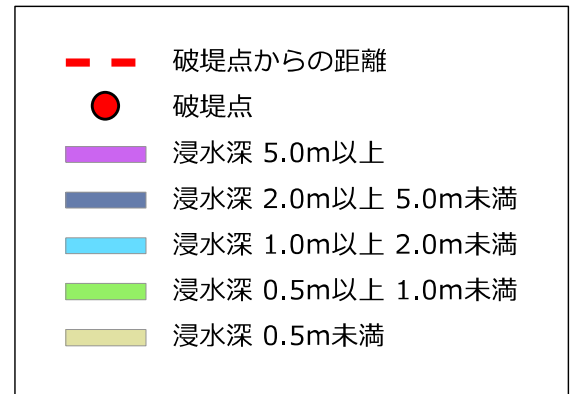 破堤点からの距離
破堤点
浸水深 5.0m以上
浸水深 2.0m以上 5.0m未満
浸水深 1.0m以上 2.0m未満
浸水深 0.5m以上 1.0m未満
浸水深 0.5m未満